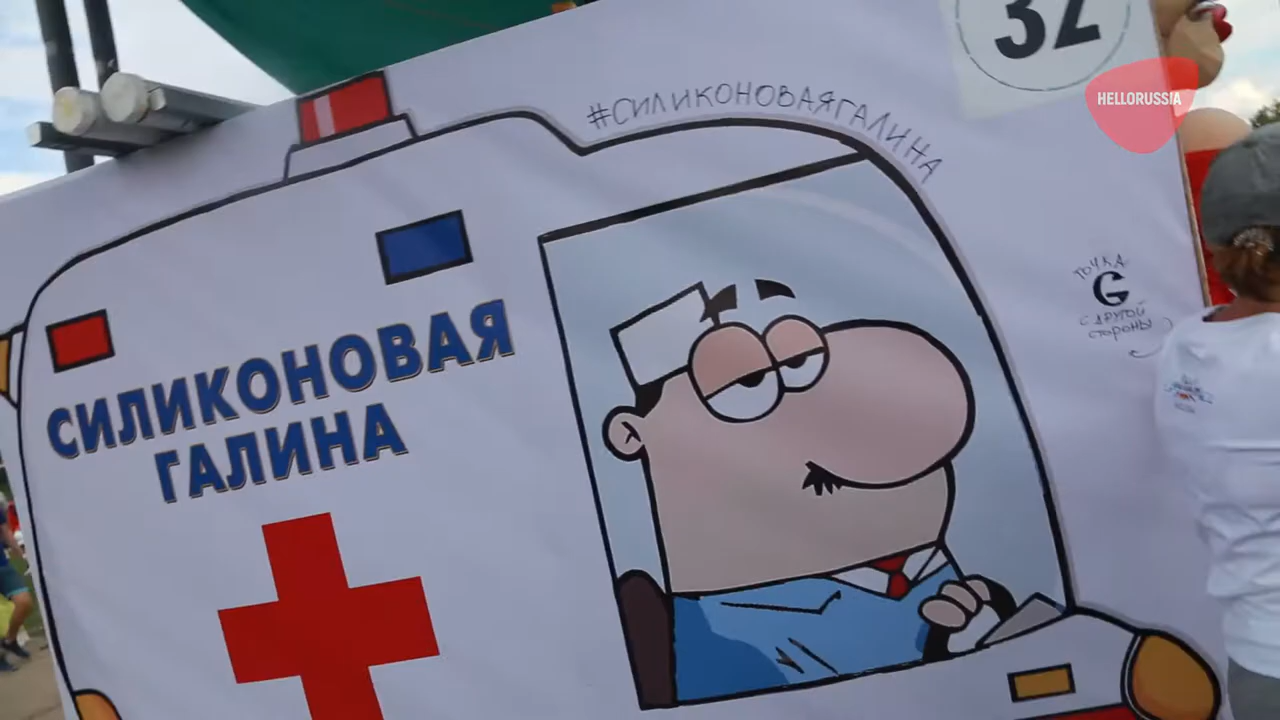 32
HELLORUSSIA
#СИЛИКОНОВАЯГАЛИНА
ТОЧКА
G
С ДРУГОЙ
СТОРОНЫ
СИЛИКОНОВАЯ
ГАЛИНА